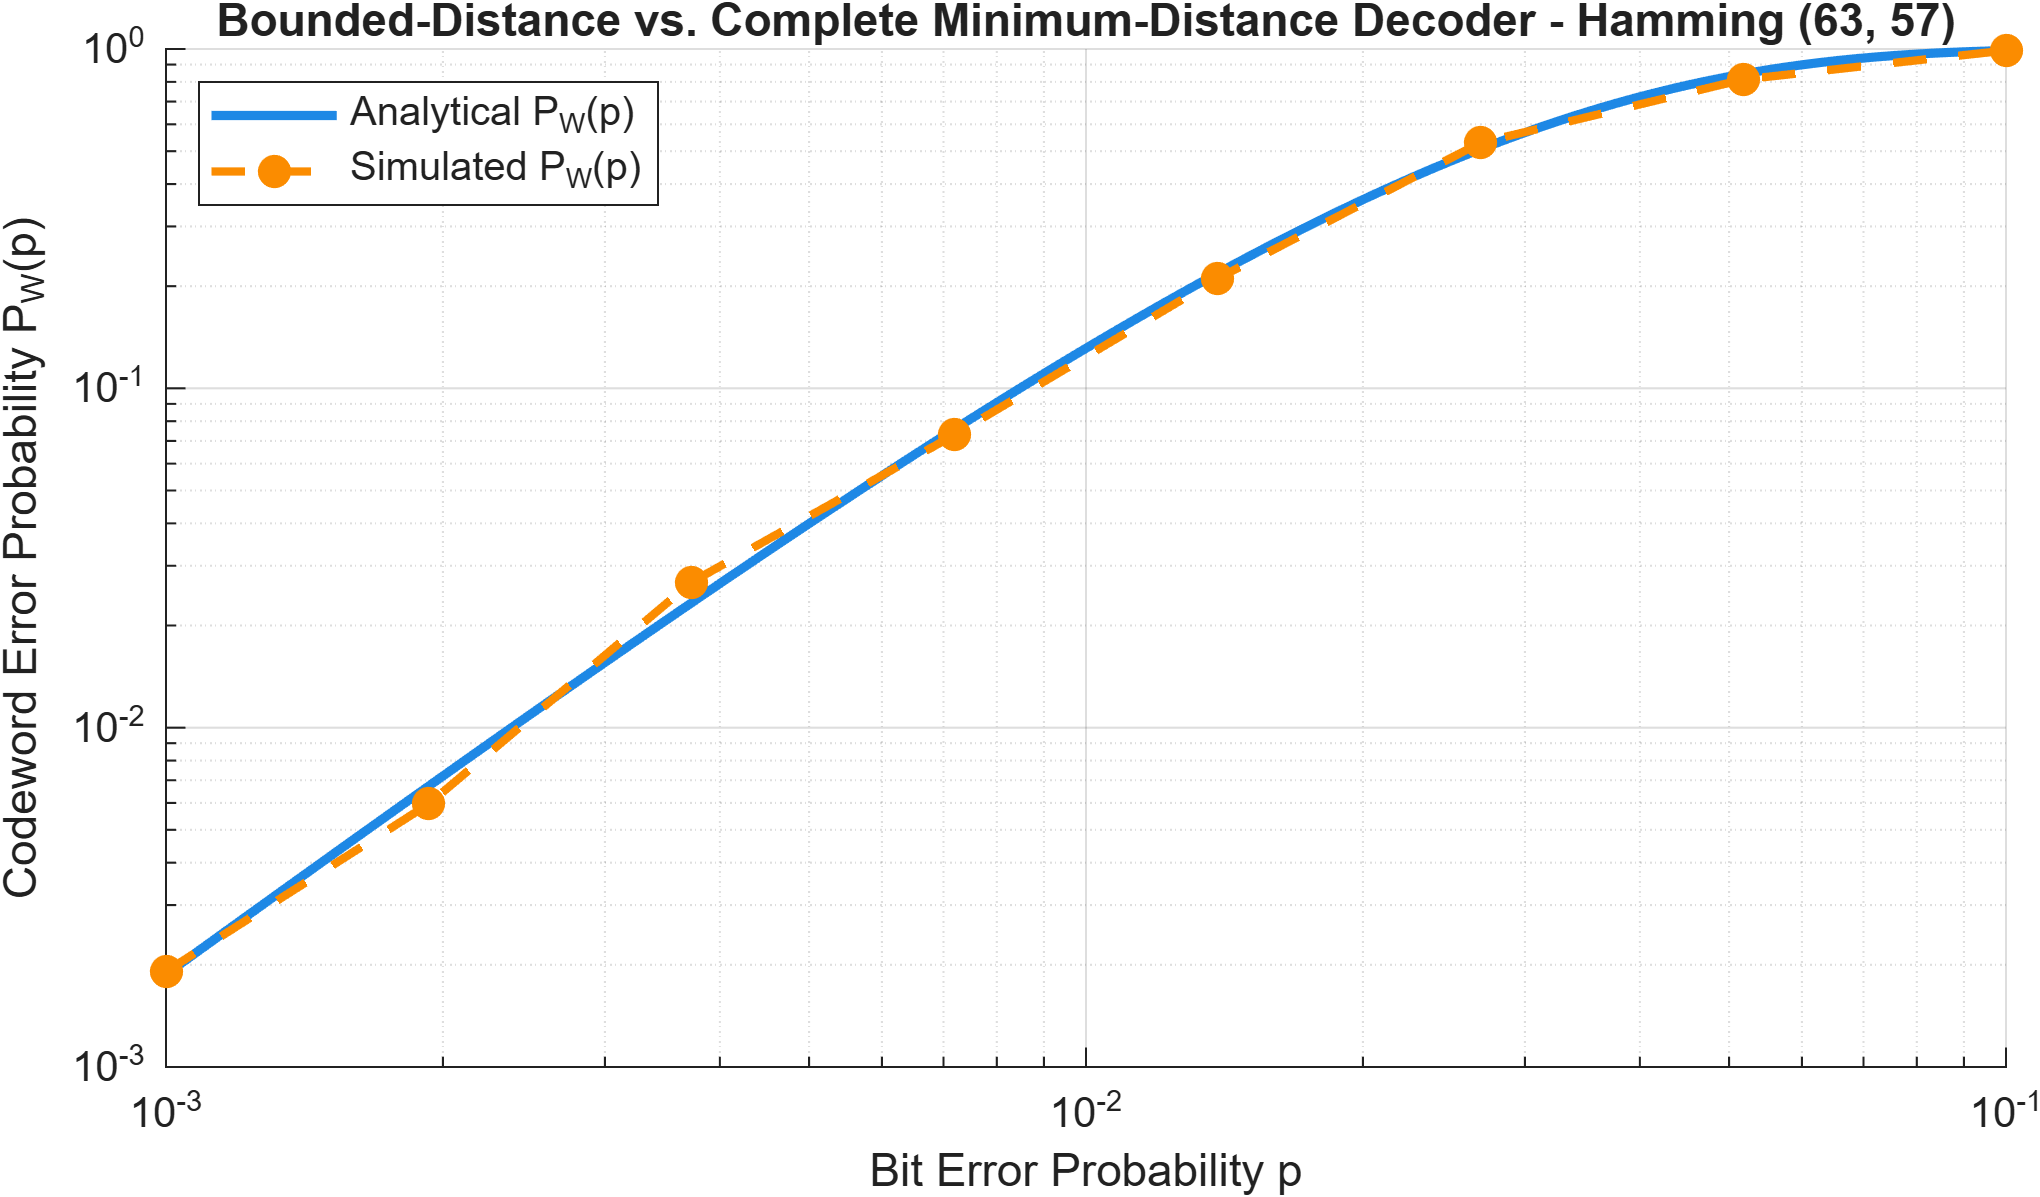 Bounded-Distance vs. Complete Minimum-Distance Decoder - Hamming (63, 57)
Analytical P_W(p)
Simulated P_W(p)
Codeword Error Probability P_W(p)
10^0
10^-1
10^-2
10^-3
10^-3
10^-2
10^-1
Bit Error Probability p